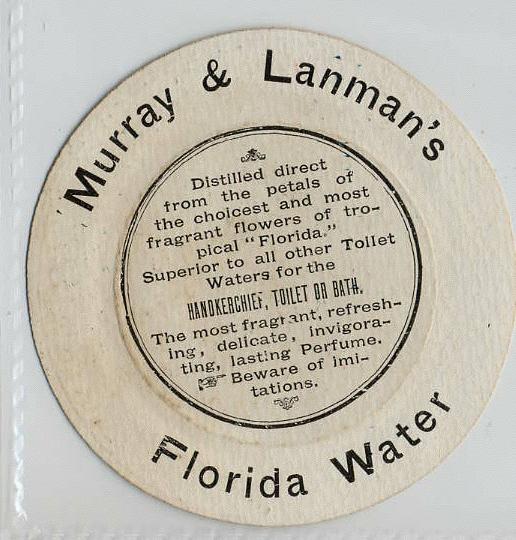 Murray & Lanman's
Distilled direct
from the petals of
the choicest and most
fragrant flowers of tro-
pical "Florida."
Superior to all other Toilet
Waters for the
HANDKERCHIEF, TOILET OR BATH.
The most fragrant, refresh-
ing, delicate, invigora-
ting, lasting Perfume.
☞ Beware of imi-
tations.
Florida Water